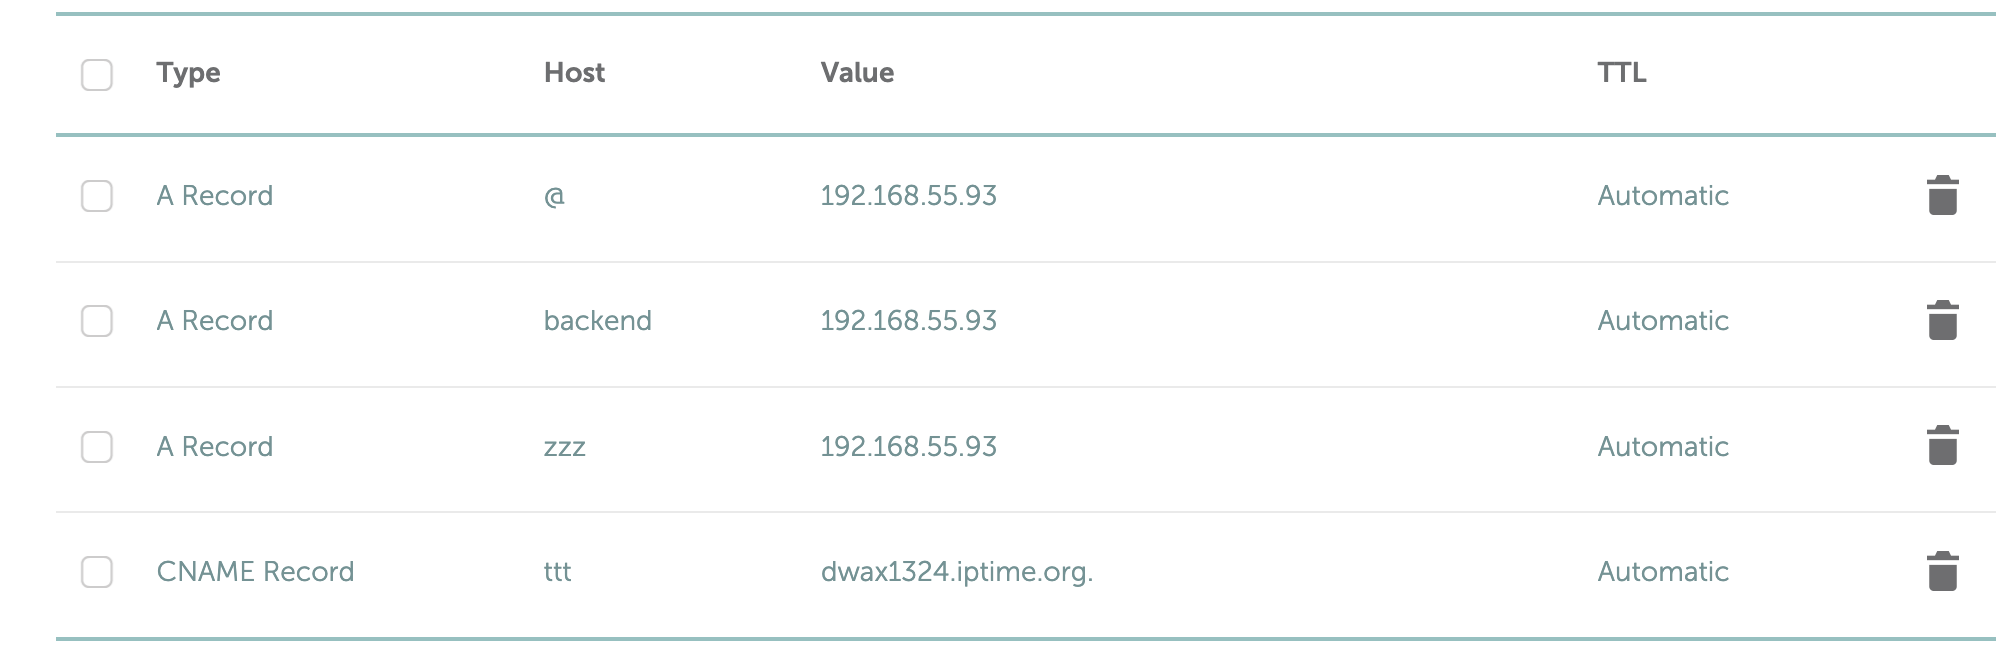 Type Host Value TTL
A Record @ 192.168.55.93 Automatic
A Record backend 192.168.55.93 Automatic
A Record zzz 192.168.55.93 Automatic
CNAME Record ttt dwax1324.iptime.org. Automatic